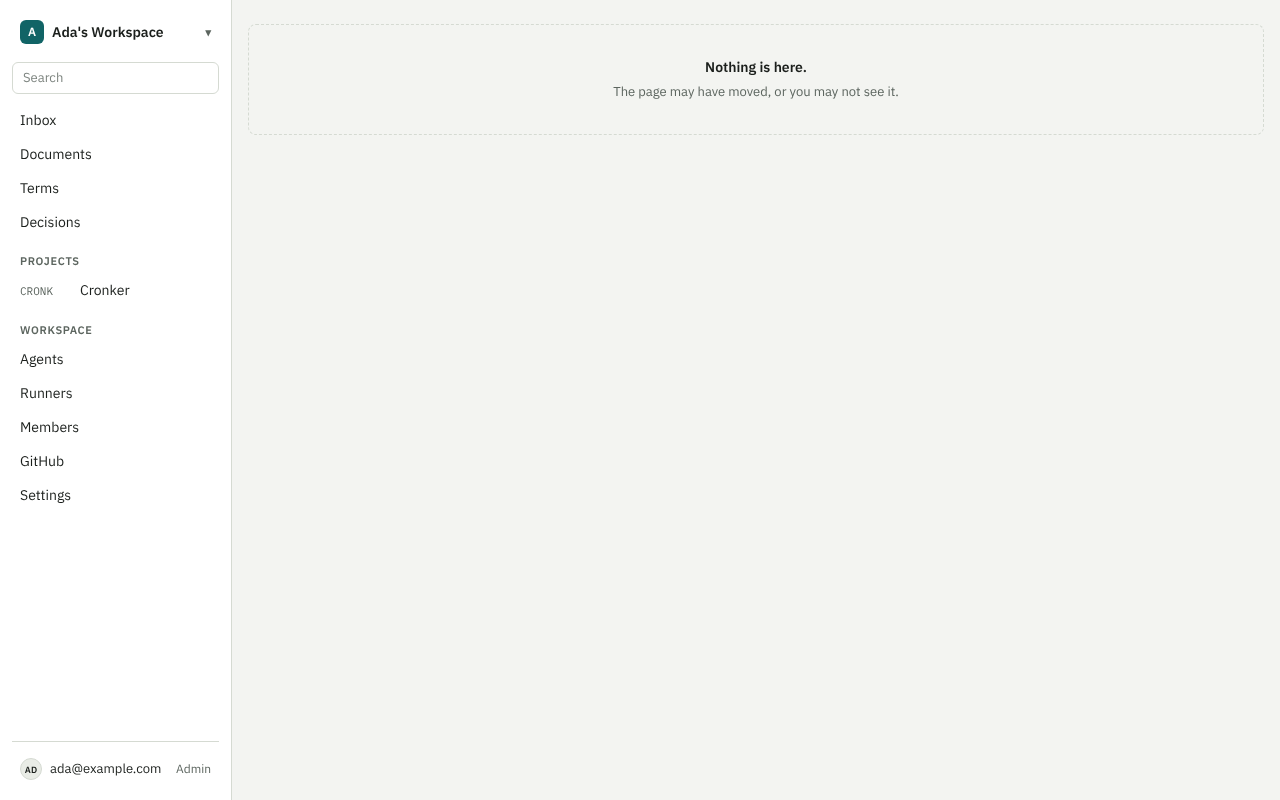 A Ada's Workspace ▾
Search
Inbox
Documents
Terms
Decisions
PROJECTS
CRONK Cronker
WORKSPACE
Agents
Runners
Members
GitHub
Settings
AD ada@example.com Admin
Nothing is here.
The page may have moved, or you may not see it.